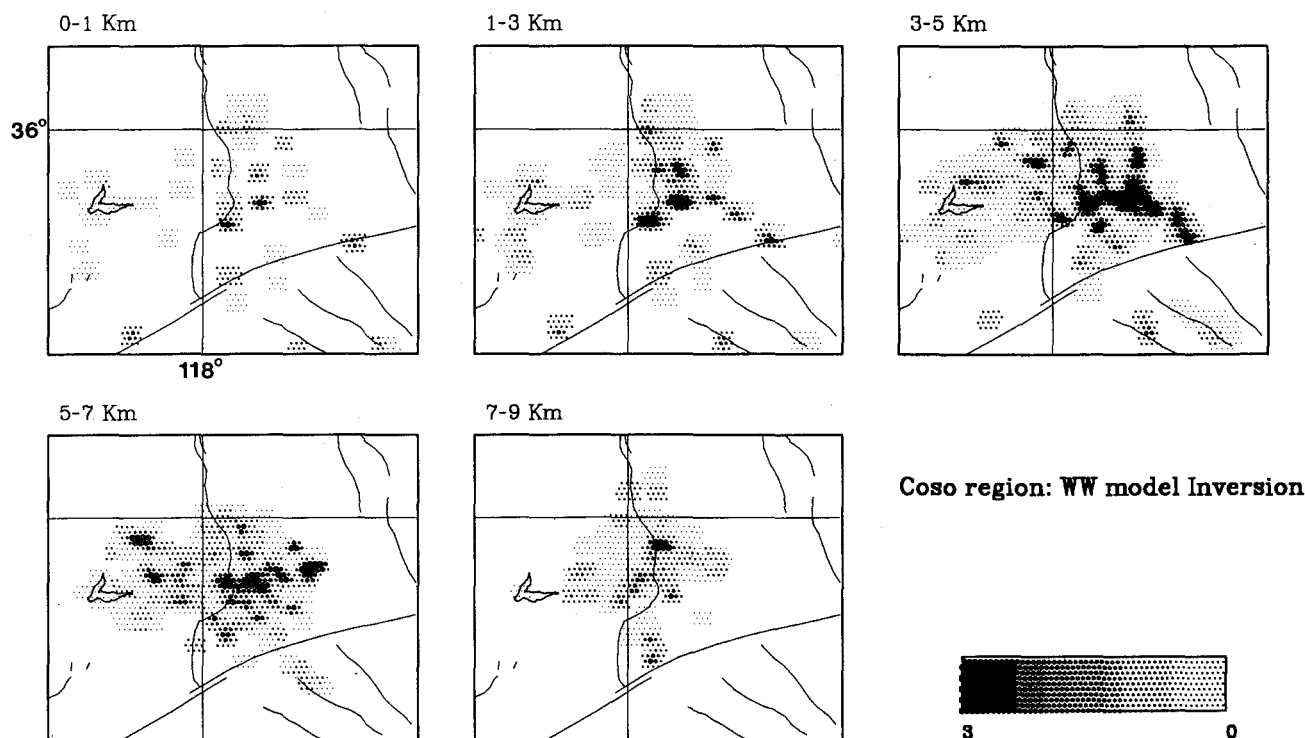 0-1 Km
1-3 Km
3-5 Km
36°
118°
5-7 Km
7-9 Km
Coso region: WW model Inversion
3
0